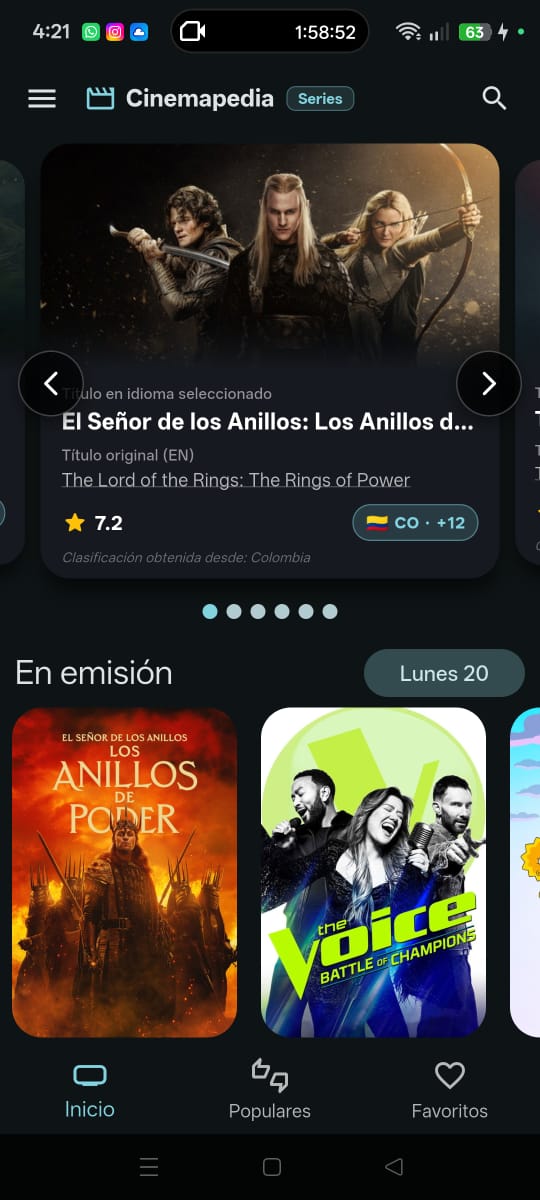 4:21
1:58:52
63
Cinemapedia
Series
Título en idioma seleccionado
El Señor de los Anillos: Los Anillos d...
Título original (EN)
The Lord of the Rings: The Rings of Power
7.2
CO · +12
Clasificación obtenida desde: Colombia
En emisión
Lunes 20
EL SEÑOR DE LOS ANILLOS
LOS
ANILLOS
DE
PODER
the
Voice
BATTLE OF CHAMPIONS
Inicio
Populares
Favoritos